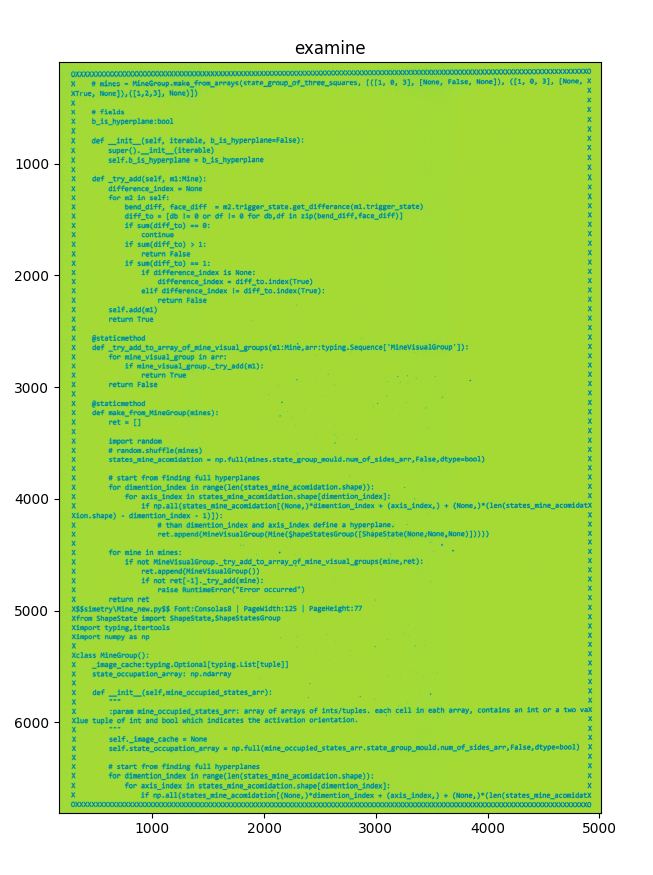 examine
OXXXXXXXXXXXXXXXXXXXXXXXXXXXXXXXXXXXXXXXXXXXXXXXXXXXXXXXXXXXXXXXXXXXXXXXXXXXXXXXXXXXXXXXXXXXXXXXXXXXXXXXXXXXXXXXXXXXXXXXXXXXXXO
X    # mines = MineGroup.make_from_arrays(state_group_of_three_squares, [([1, 0, 3], [None, False, None]), ([1, 0, 3], [None, X
XTrue, None]),([1,2,3], None)]) X
X X
X    # fields X
X    b_is_hyperplane:bool X
X X
X    def __init__(self, iterable, b_is_hyperplane=False): X
X        super().__init__(iterable) X
X        self.b_is_hyperplane = b_is_hyperplane X
X X
X    def _try_add(self, m1:Mine): X
X        difference_index = None X
X        for m2 in self: X
X            bend_diff, face_diff  = m2.trigger_state.get_differance(m1.trigger_state) X
X            diff_to = [db != 0 or df != 0 for db,df in zip(bend_diff,face_diff)] X
X            if sum(diff_to) == 0: X
X                continue X
X            if sum(diff_to) > 1: X
X                return False X
X            if sum(diff_to) == 1: X
X                if difference_index is None: X
X                    difference_index = diff_to.index(True) X
X                elif difference_index != diff_to.index(True): X
X                    return False X
X        self.add(m1) X
X        return True X
X X
X    @staticmethod X
X    def _try_add_to_array_of_mine_visual_groups(m1:Mine,arr:typing.Sequence['MineVisualGroup']): X
X        for mine_visual_group in arr: X
X            if mine_visual_group._try_add(m1): X
X                return True X
X        return False X
X X
X    @staticmethod X
X    def make_from_MineGroup(mines): X
X        ret = [] X
X X
X        import random X
X        # random.shuffle(mines) X
X        states_mine_acomidation = np.full(mines.state_group_mould.num_of_sides_arr,False,dtype=bool) X
X X
X        # start from finding full hyperplanes X
X        for dimention_index in range(len(states_mine_acomidation.shape)): X
X            for axis_index in states_mine_acomidation.shape[dimention_index]: X
X                if np.all(states_mine_acomidation[(None,)*dimention_index + (axis_index,) + (None,)*(len(states_mine_acomidatX
Xion.shape) - dimention_index - 1)]): X
X                    # than dimention_index and axis_index define a hyperplane. X
X                    ret.append(MineVisualGroup(Mine(ShapeStatesGroup([ShapeState(None,None,None)])))) X
X X
X        for mine in mines: X
X            if not MineVisualGroup._try_add_to_array_of_mine_visual_groups(mine,ret): X
X                ret.append(MineVisualGroup()) X
X                if not ret[-1]._try_add(mine): X
X                    raise RuntimeError("Error occurred") X
X        return ret X
X$$simetry\Mine_new.py$$ Font:Consolas8 | PageWidth:125 | PageHeight:77 X
Xfrom ShapeState import ShapeState,ShapeStatesGroup X
Ximport typing,itertools X
Ximport numpy as np X
X X
Xclass MineGroup(): X
X    _image_cache:typing.Optional[typing.List[tuple]] X
X    state_occupation_array: np.ndarray X
X X
X    def __init__(self,mine_occupied_states_arr): X
X        """ X
X        :param mine_occupied_states_arr: array of arrays of ints/tuples. each cell in each array, contains an int or a two vaX
Xlue tuple of int and bool which indicates the activation orientation. X
X        """ X
X        self._image_cache = None X
X        self.state_occupation_array = np.full(mine_occupied_states_arr.state_group_mould.num_of_sides_arr,False,dtype=bool) X
X X
X        # start from finding full hyperplanes X
X        for dimention_index in range(len(states_mine_acomidation.shape)): X
X            for axis_index in states_mine_acomidation.shape[dimention_index]: X
X                if np.all(states_mine_acomidation[(None,)*dimention_index + (axis_index,) + (None,)*(len(states_mine_acomidatX
OXXXXXXXXXXXXXXXXXXXXXXXXXXXXXXXXXXXXXXXXXXXXXXXXXXXXXXXXXXXXXXXXXXXXXXXXXXXXXXXXXXXXXXXXXXXXXXXXXXXXXXXXXXXXXXXXXXXXXXXXXXXXXO
1000
2000
3000
4000
5000
6000
1000 2000 3000 4000 5000